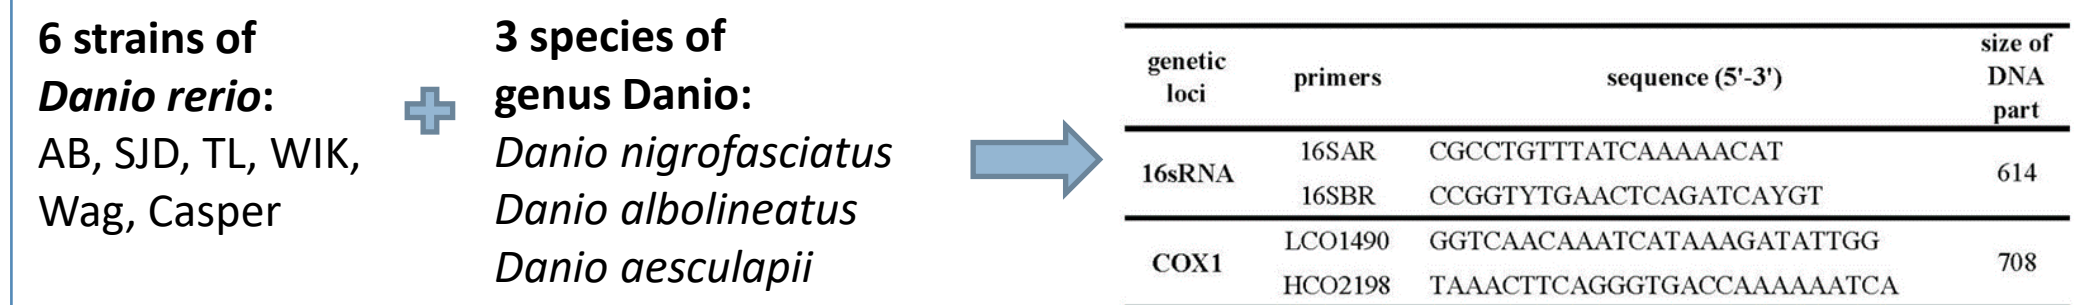 6 strains of
Danio rerio:
AB, SJD, TL, WIK,
Wag, Casper
3 species of
genus Danio:
Danio nigrofasciatus
Danio albolineatus
Danio aesculapii
genetic loci primers sequence (5'-3') size of DNA part
16sRNA 614
16SAR CGCCTGTTTATCAAAAACAT
16SBR CCGGTYTGAACTCAGATCAYGT
COX1 708
LCO1490 GGTCAACAAATCATAAAGATATTGG
HCO2198 TAAACTTCAGGGTGACCAAAAAATCA